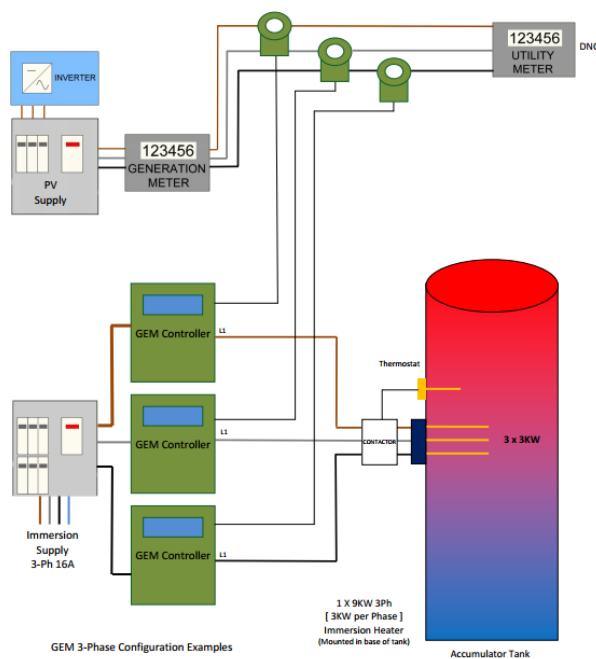 123456
UTILITY
METER
DNO
INVERTER
123456
GENERATION
METER
PV
Supply
GEM Controller
L1
Thermostat
GEM Controller
L1
CONTACTOR
3 x 3KW
GEM Controller
L1
Immersion
Supply
3-Ph 16A
1 X 9KW 3Ph
[ 3KW per Phase ]
Immersion Heater
(Mounted in base of tank)
GEM 3-Phase Configuration Examples
Accumulator Tank